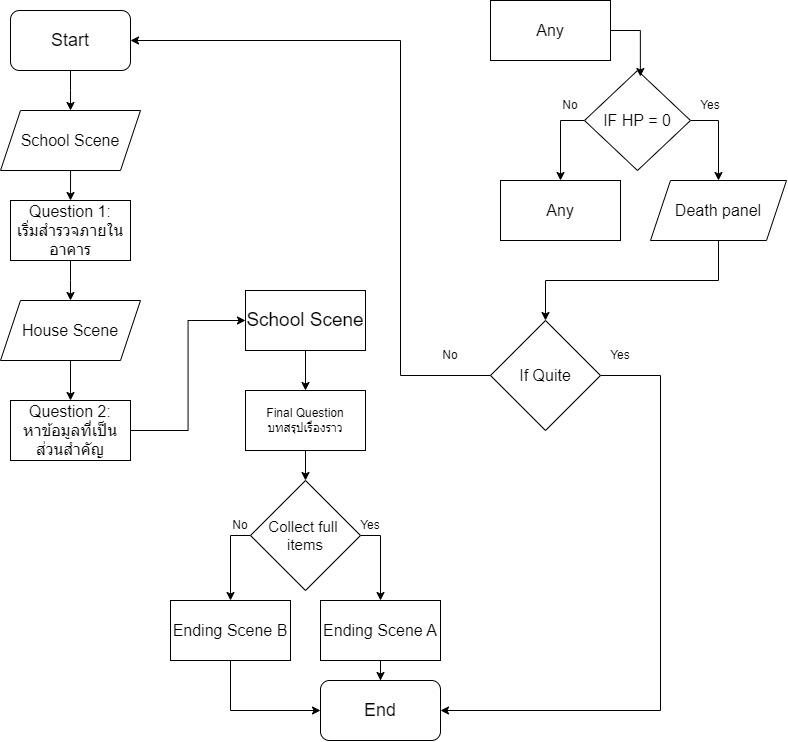 Start
School Scene
Question 1:
เริ่มสำรวจภายใน
อาคาร
House Scene
Question 2:
หาข้อมูลที่เป็น
ส่วนสำคัญ
School Scene
Final Question
บทสรุปเรื่องราว
Collect full
items
No
Yes
Ending Scene B
Ending Scene A
End
Any
IF HP = 0
No
Yes
Any
Death panel
If Quite
No
Yes